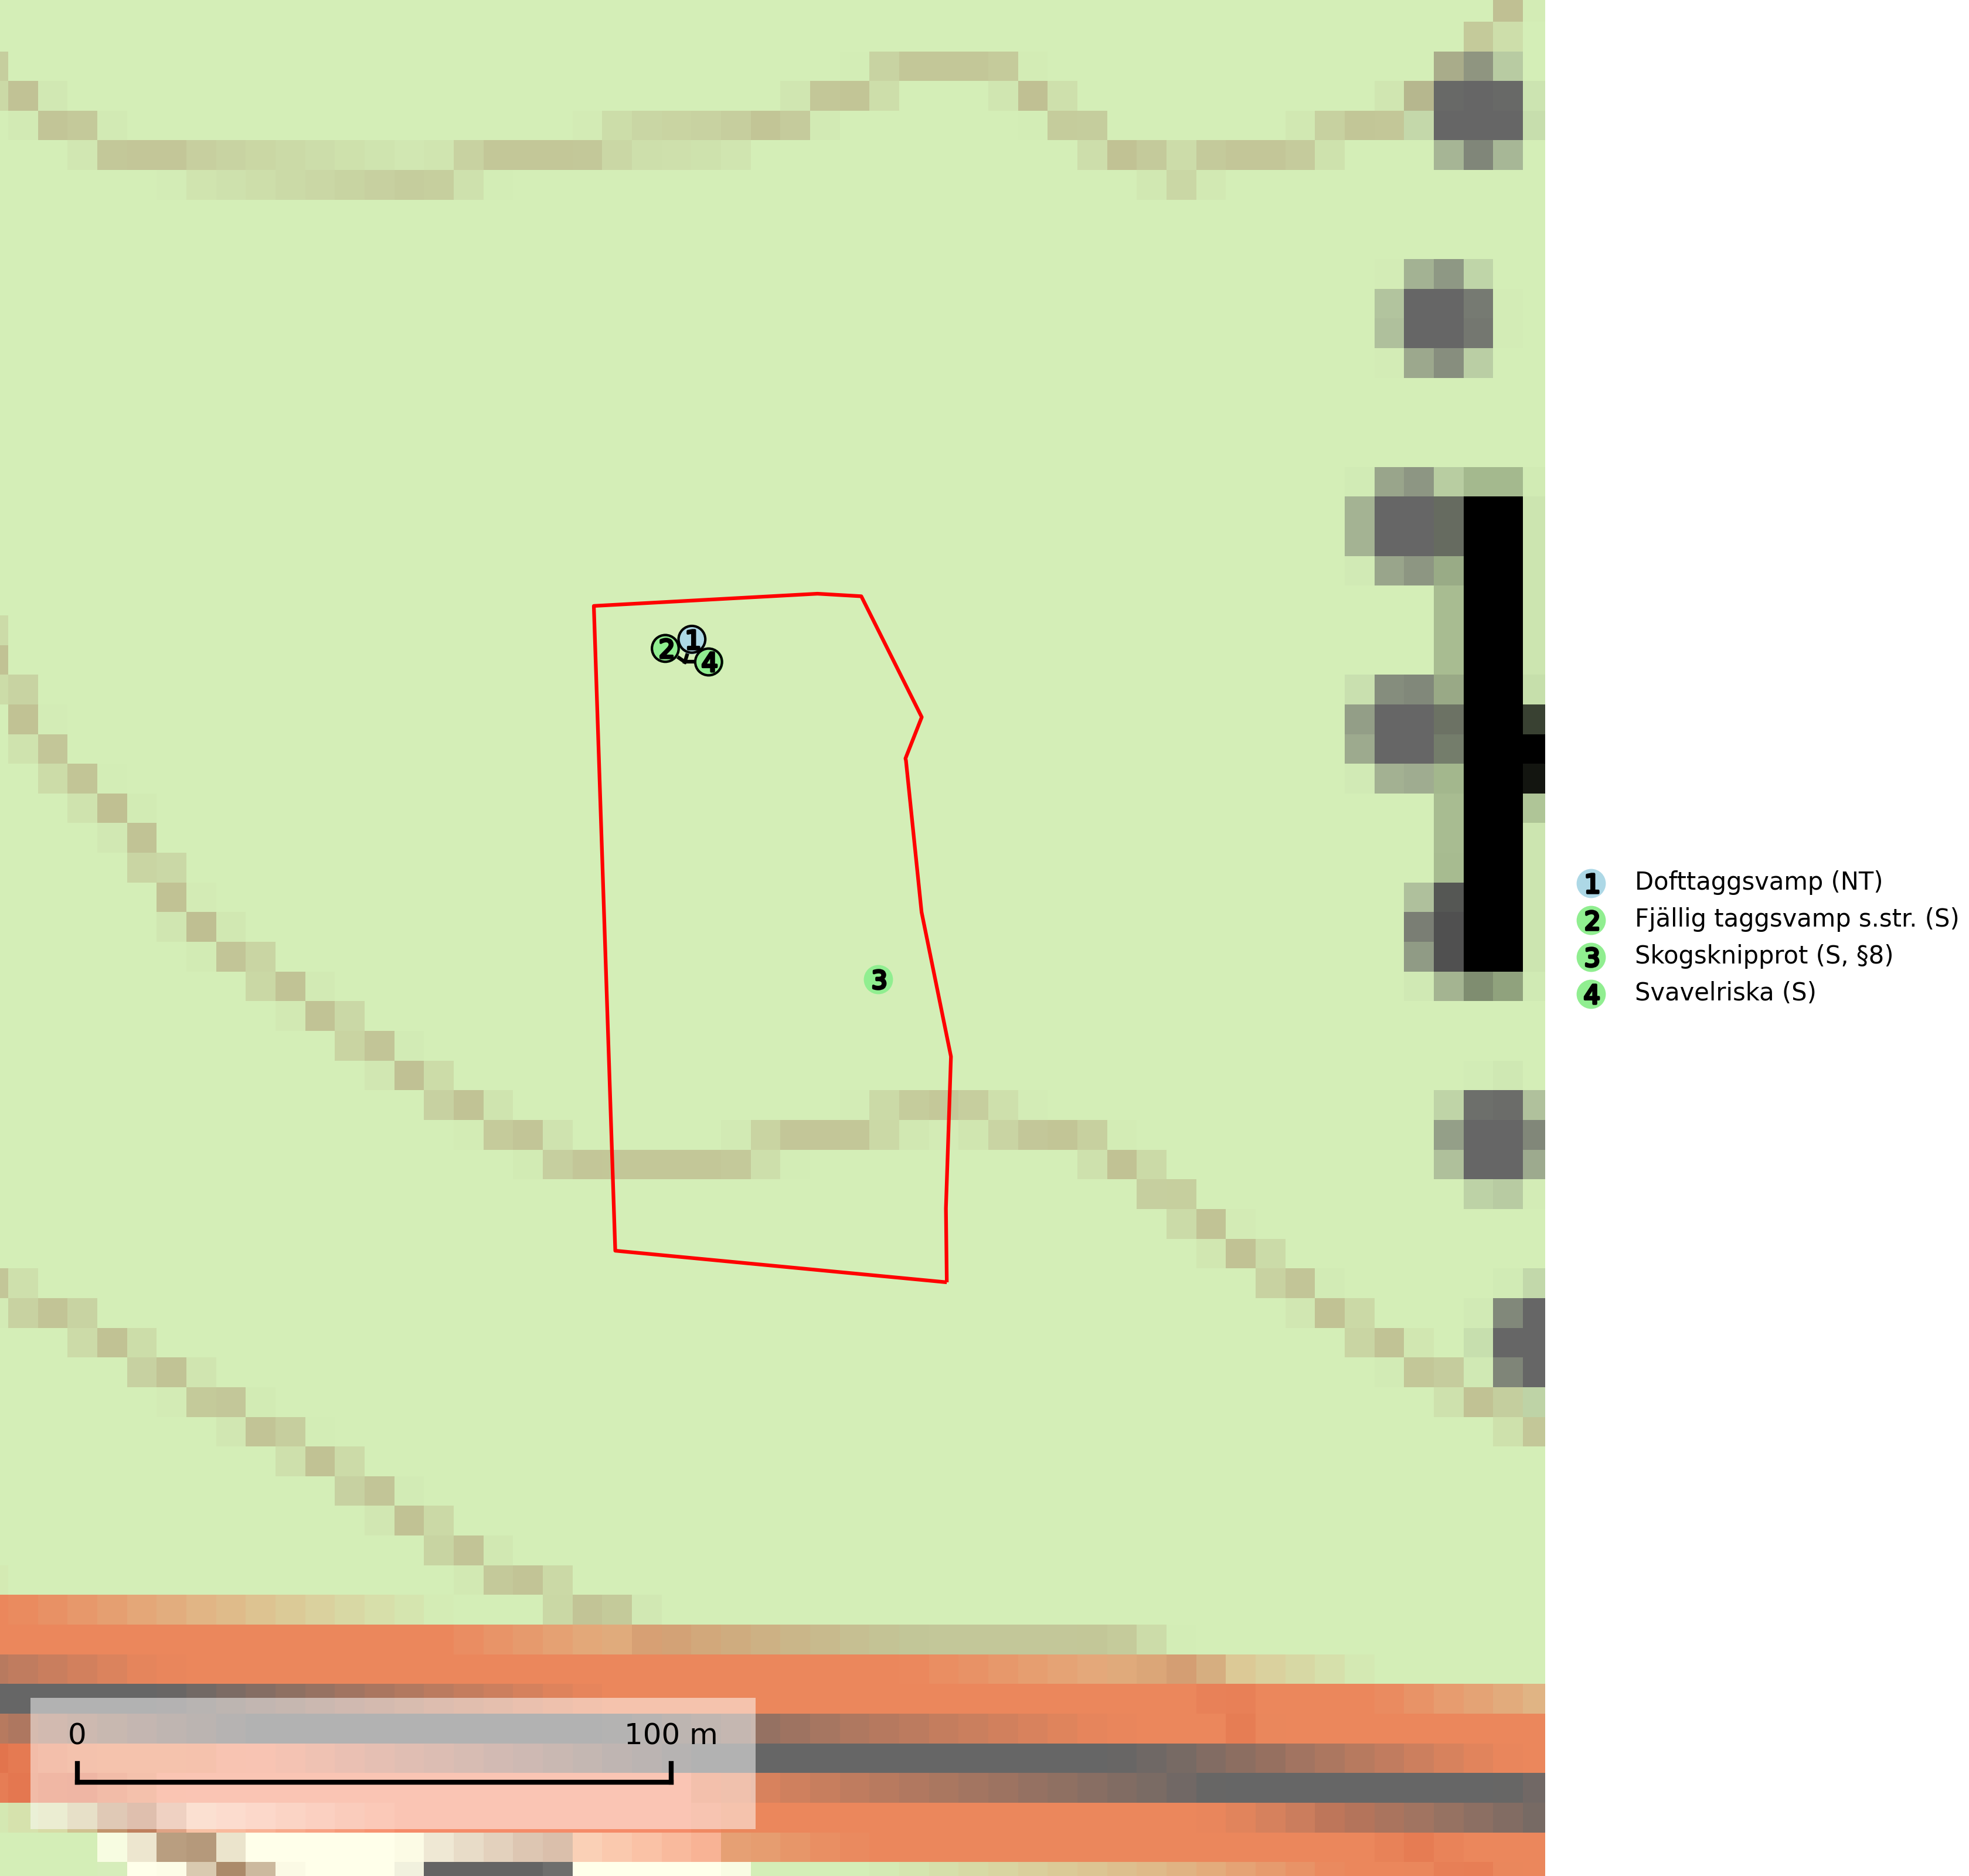 1
2
4
3
1 Dofttaggsvamp (NT)
2 Fjällig taggsvamp s.str. (S)
3 Skogsknipprot (S, §8)
4 Svavelriska (S)
0 100 m